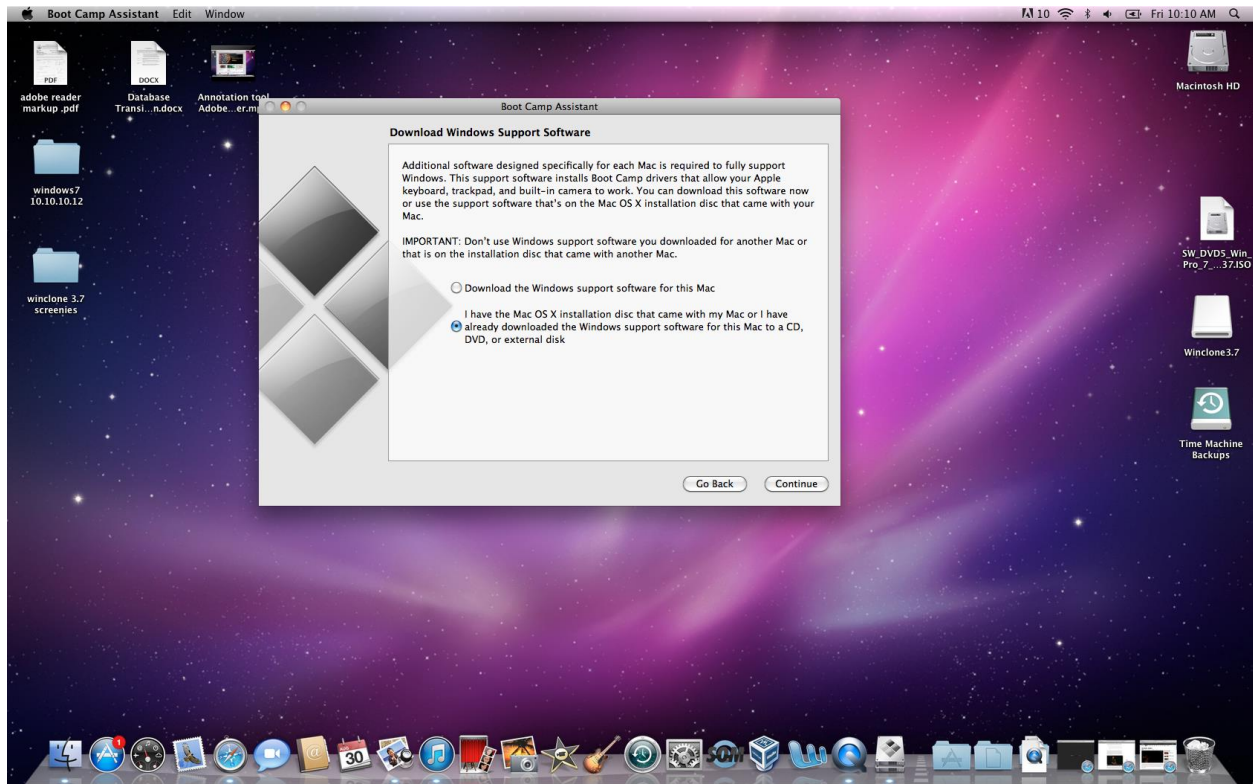 Boot Camp Assistant Edit Window
10 Fri 10:10 AM
PDF
adobe reader
markup .pdf
DOCX
Database
Transi...n.docx
Annotation tool
Adobe...er.m
windows7
10.10.10.12
winclone 3.7
screenies
Boot Camp Assistant
Download Windows Support Software
Additional software designed specifically for each Mac is required to fully support
Windows. This support software installs Boot Camp drivers that allow your Apple
keyboard, trackpad, and built-in camera to work. You can download this software now
or use the support software that's on the Mac OS X installation disc that came with your
Mac.
IMPORTANT: Don't use Windows support software you downloaded for another Mac or
that is on the installation disc that came with another Mac.
Download the Windows support software for this Mac
I have the Mac OS X installation disc that came with my Mac or I have
already downloaded the Windows support software for this Mac to a CD,
DVD, or external disk
Go Back
Continue
Macintosh HD
SW_DVD5_Win_
Pro_7_...37.ISO
Winclone3.7
Time Machine
Backups
1
30